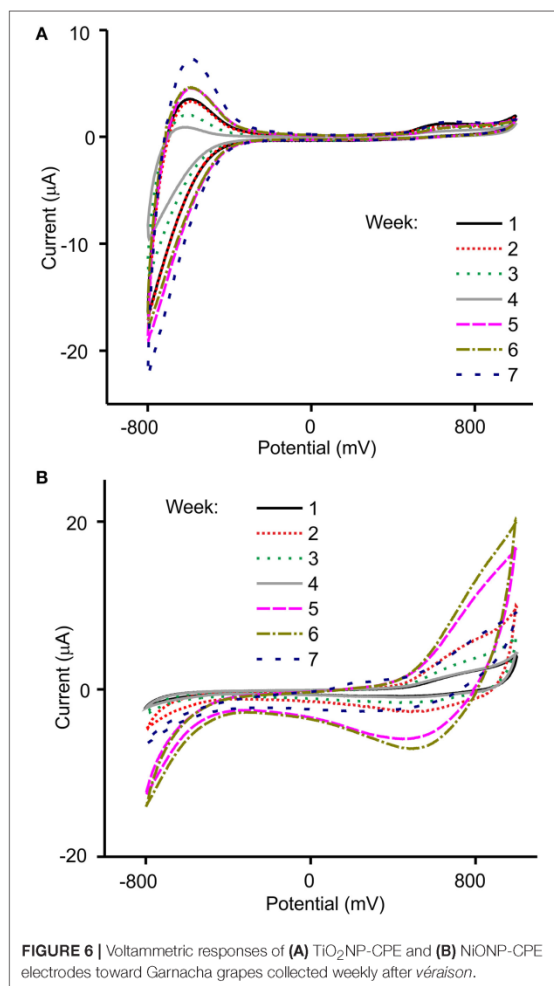 A
10
0
-10
-20
Current (µA)
Week:
1
2
3
4
5
6
7
-800
0
800
Potential (mV)
B
Week:
1
2
3
4
5
6
7
20
0
-20
Current (µA)
-800
0
800
Potential (mV)
FIGURE 6 | Voltammetric responses of (A) TiO₂NP-CPE and (B) NiONP-CPE
electrodes toward Garnacha grapes collected weekly after véraison.